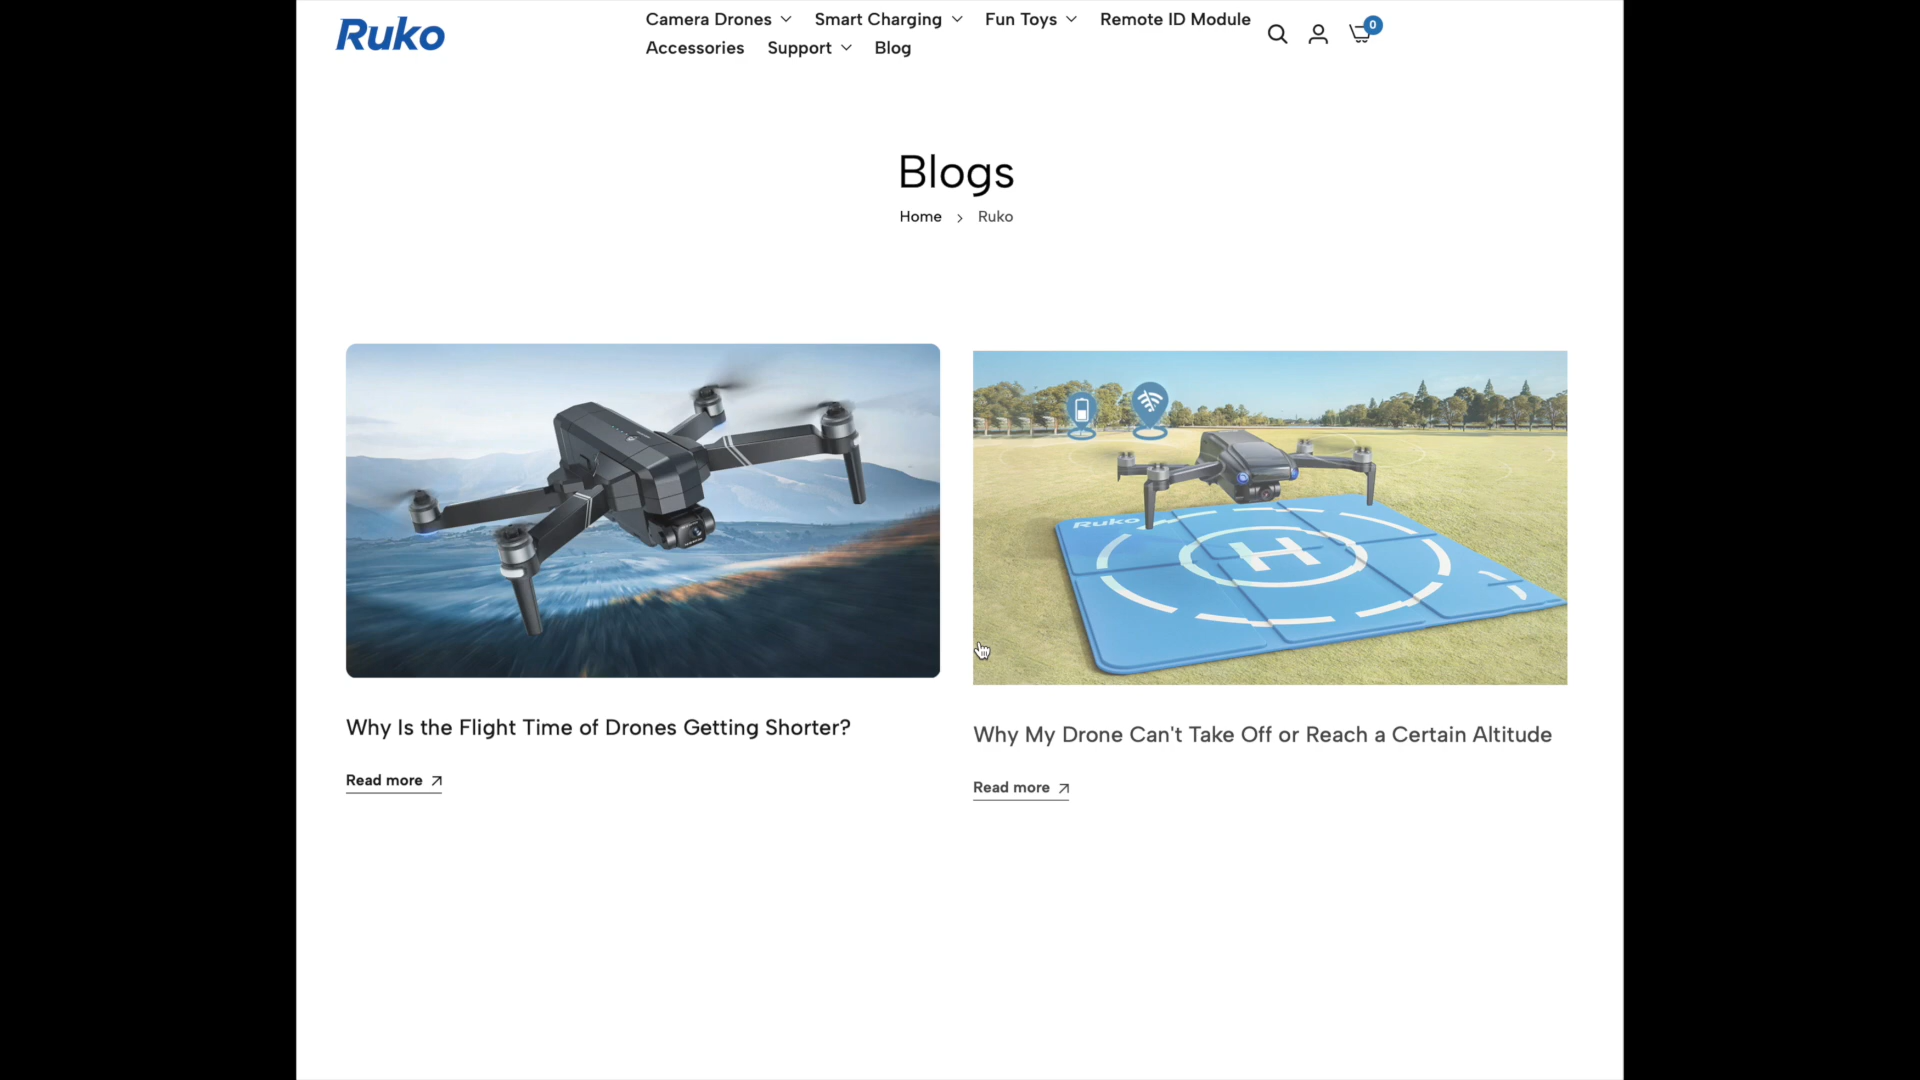 Ruko
Camera Drones
Smart Charging
Fun Toys
Remote ID Module
Accessories
Support
Blog
0
Blogs
Home > Ruko
Ruko
H
Why Is the Flight Time of Drones Getting Shorter?
Read more
Why My Drone Can't Take Off or Reach a Certain Altitude
Read more